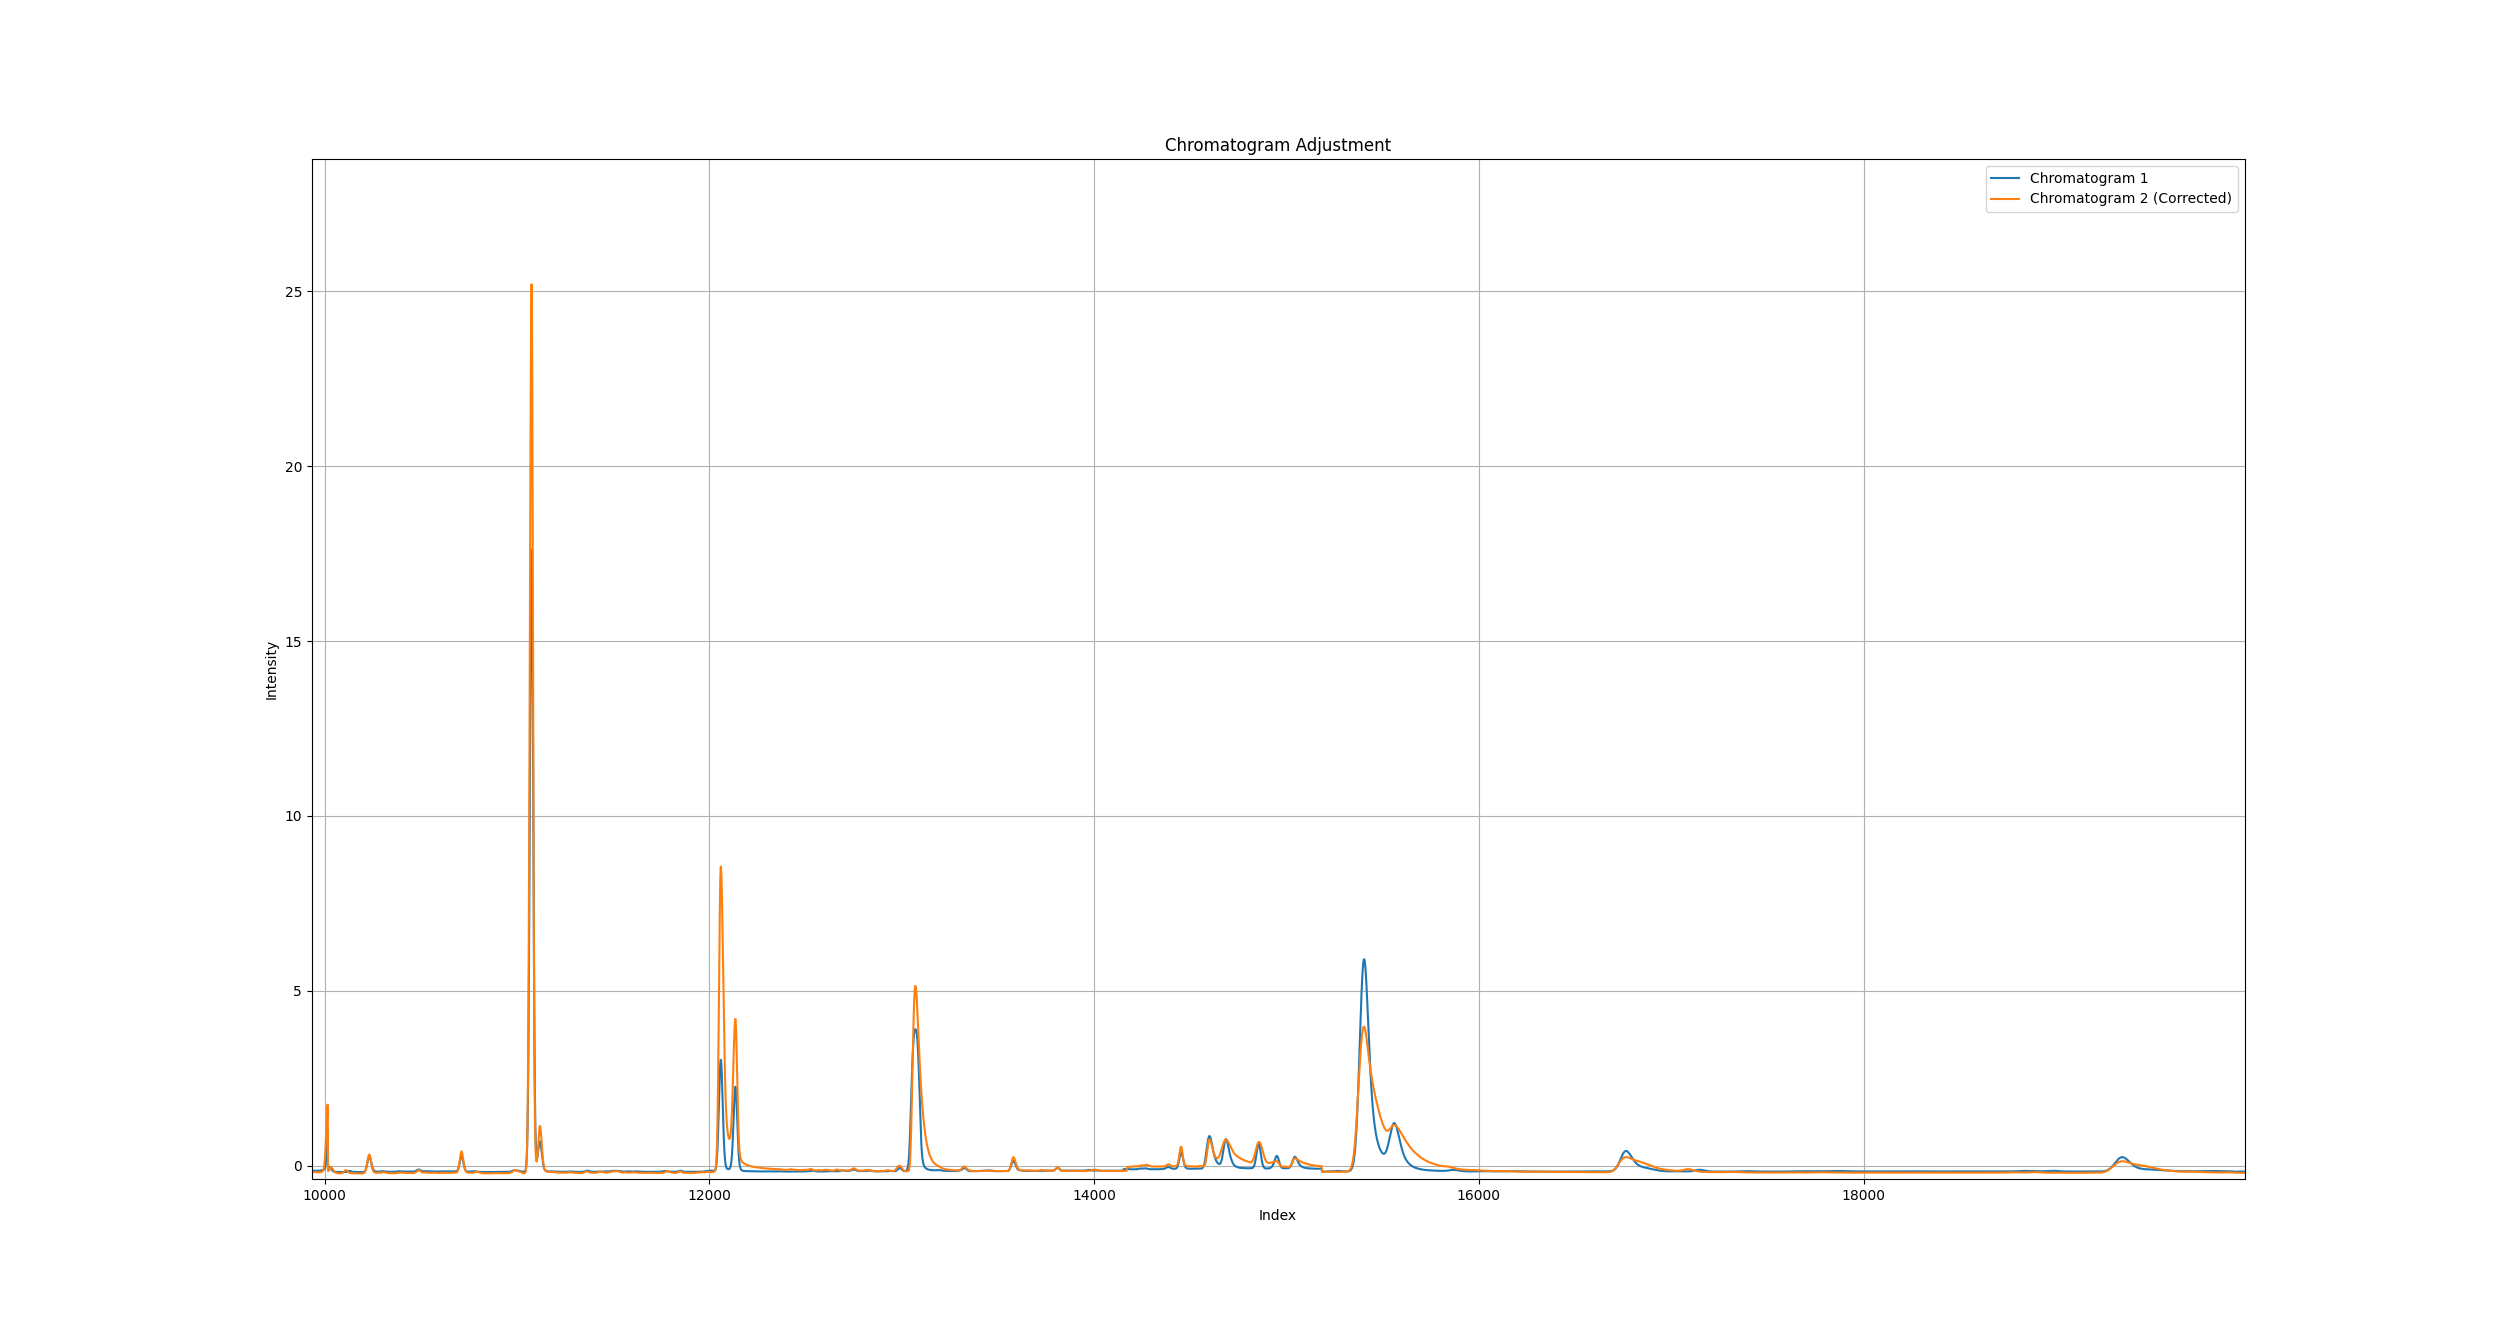 Chromatogram Adjustment
Chromatogram 1
Chromatogram 2 (Corrected)
25
20
15
10
5
0
Intensity
10000 12000 14000 16000 18000
Index